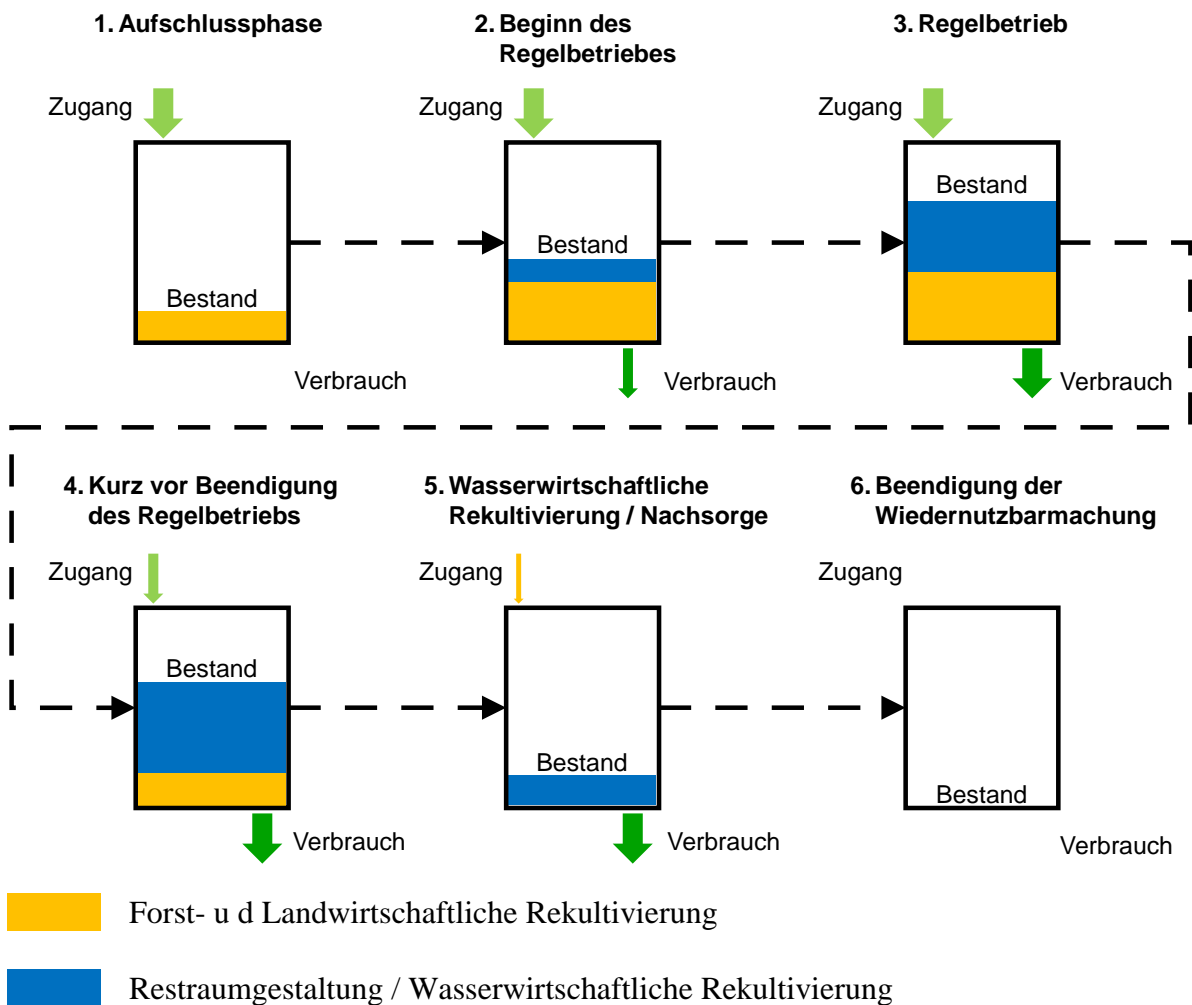 1. Aufschlussphase
2. Beginn des
Regelbetriebes
3. Regelbetrieb
Zugang
Zugang
Zugang
Bestand
Bestand
Bestand
Verbrauch
Verbrauch
Verbrauch
4. Kurz vor Beendigung
des Regelbetriebs
5. Wasserwirtschaftliche
Rekultivierung / Nachsorge
6. Beendigung der
Wiedernutzbarmachung
Zugang
Zugang
Zugang
Bestand
Bestand
Bestand
Verbrauch
Verbrauch
Verbrauch
Forst- u d Landwirtschaftliche Rekultivierung
Restraumgestaltung / Wasserwirtschaftliche Rekultivierung